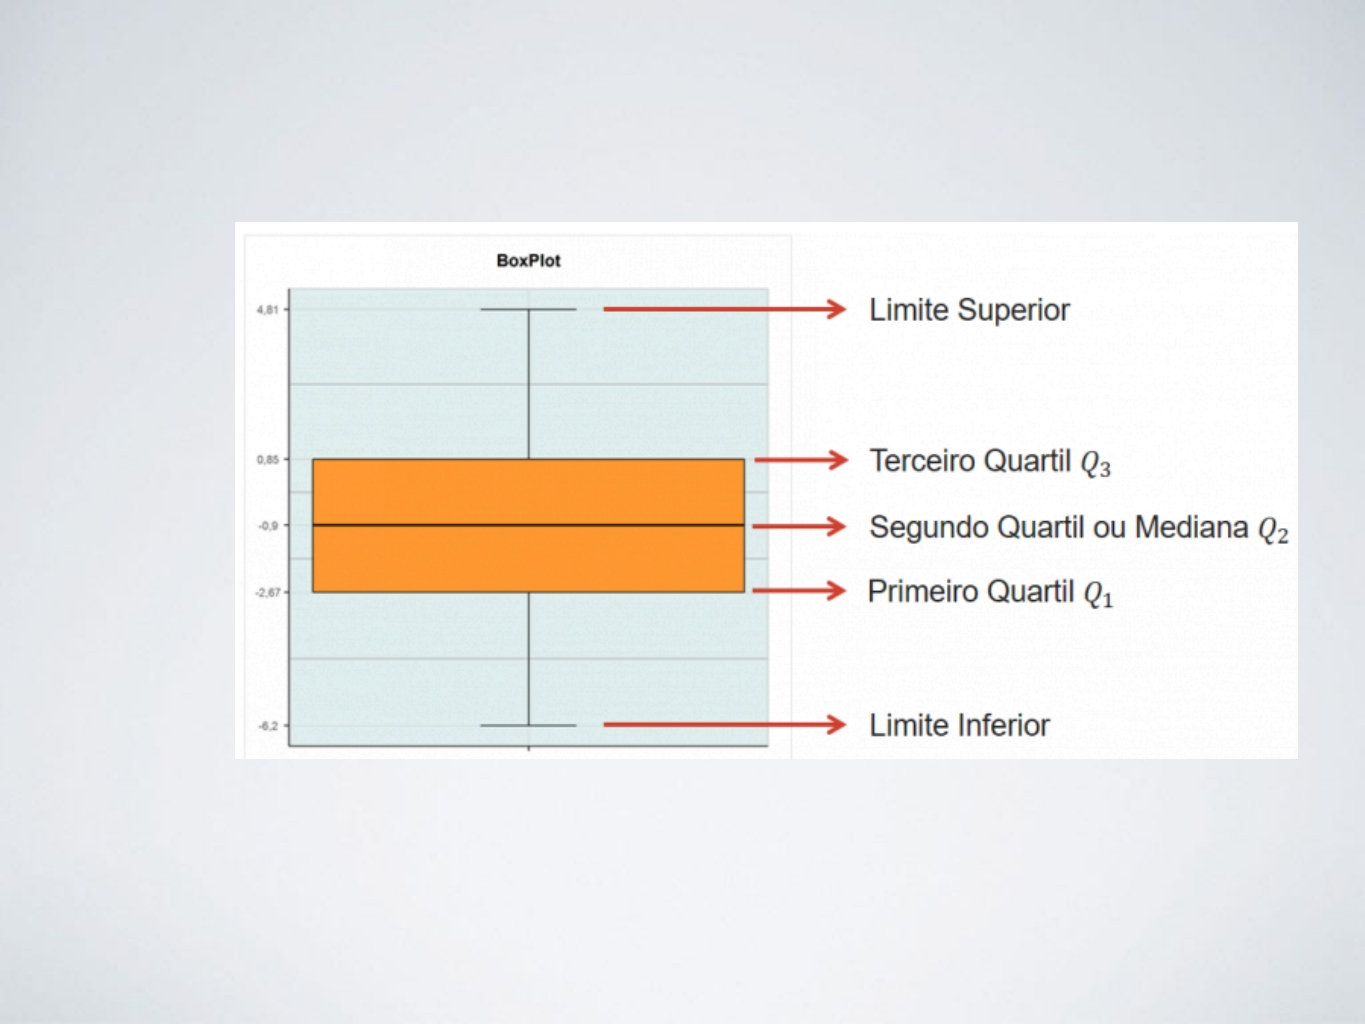 BoxPlot
4,81
Limite Superior
0,85
Terceiro Quartil Q₃
-0,9
Segundo Quartil ou Mediana Q₂
-2,67
Primeiro Quartil Q₁
-6,2
Limite Inferior